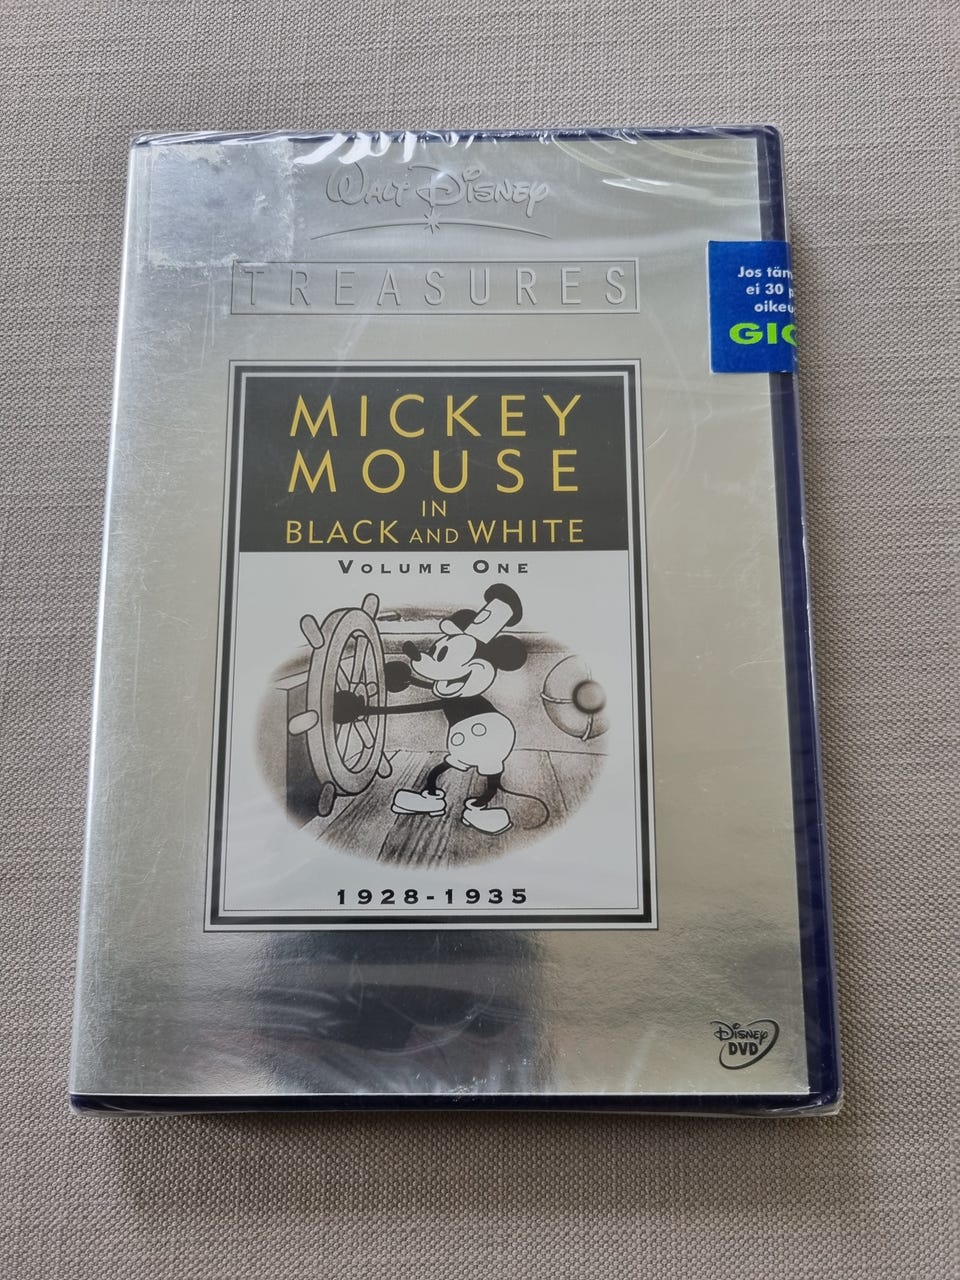 WALT DISNEY
TREASURES
Jos tän
ei 30 p
oikeu
GIG
MICKEY
MOUSE
IN
BLACK AND WHITE
VOLUME ONE
1928-1935
DISNEY
DVD